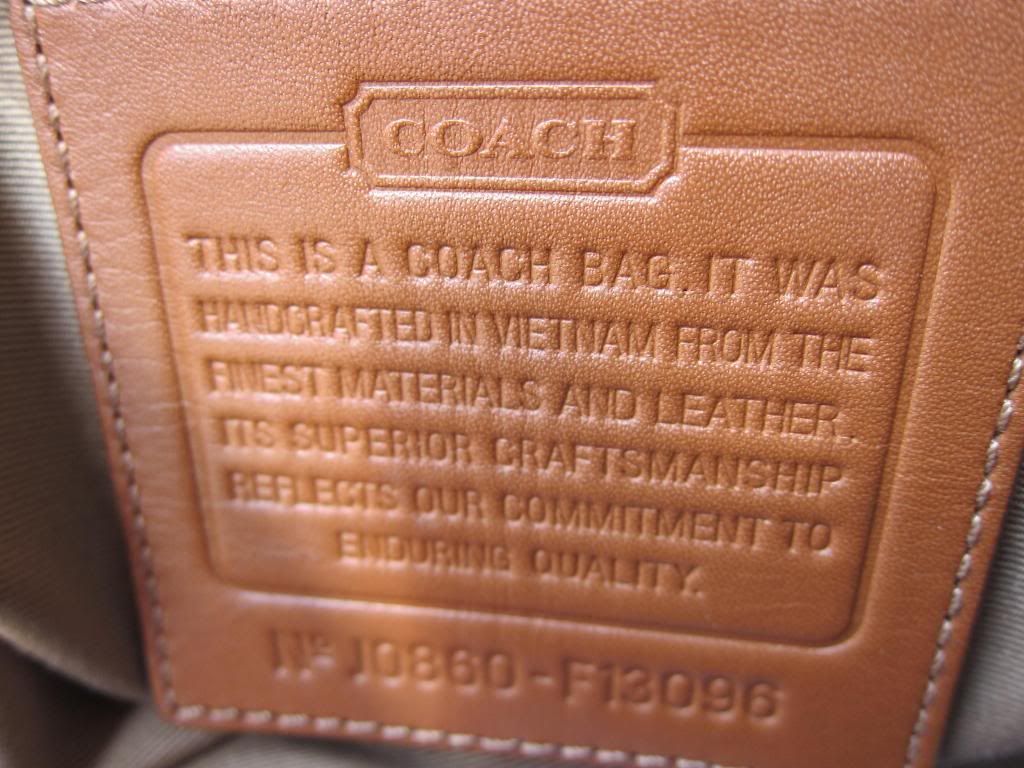 COACH
THIS IS A COACH BAG. IT WAS
HANDCRAFTED IN VIETNAM FROM THE
FINEST MATERIALS AND LEATHER.
ITS SUPERIOR CRAFTSMANSHIP
REFLECTS OUR COMMITMENT TO
ENDURING QUALITY.
Nº J0860-F13096